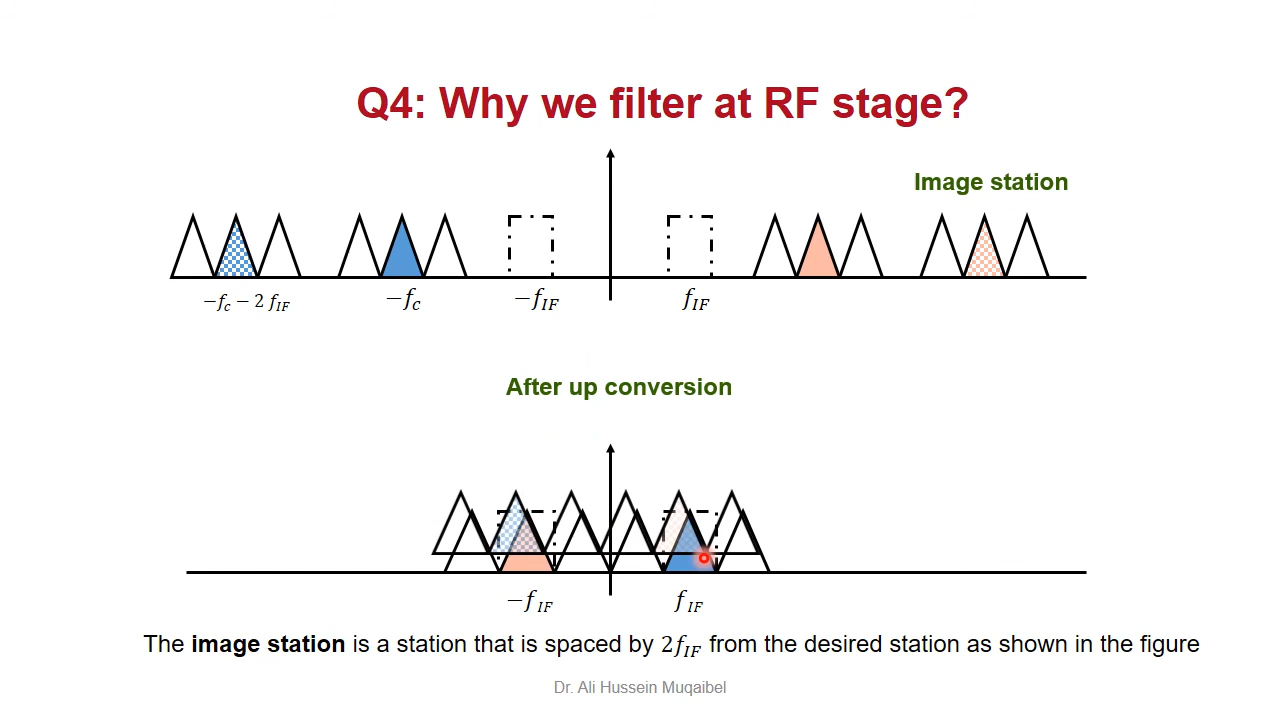 Q4: Why we filter at RF stage?
Image station
−f_c − 2 f_IF
−f_c
−f_IF
f_IF
After up conversion
−f_IF
f_IF
The image station is a station that is spaced by 2f_IF from the desired station as shown in the figure
Dr. Ali Hussein Muqaibel